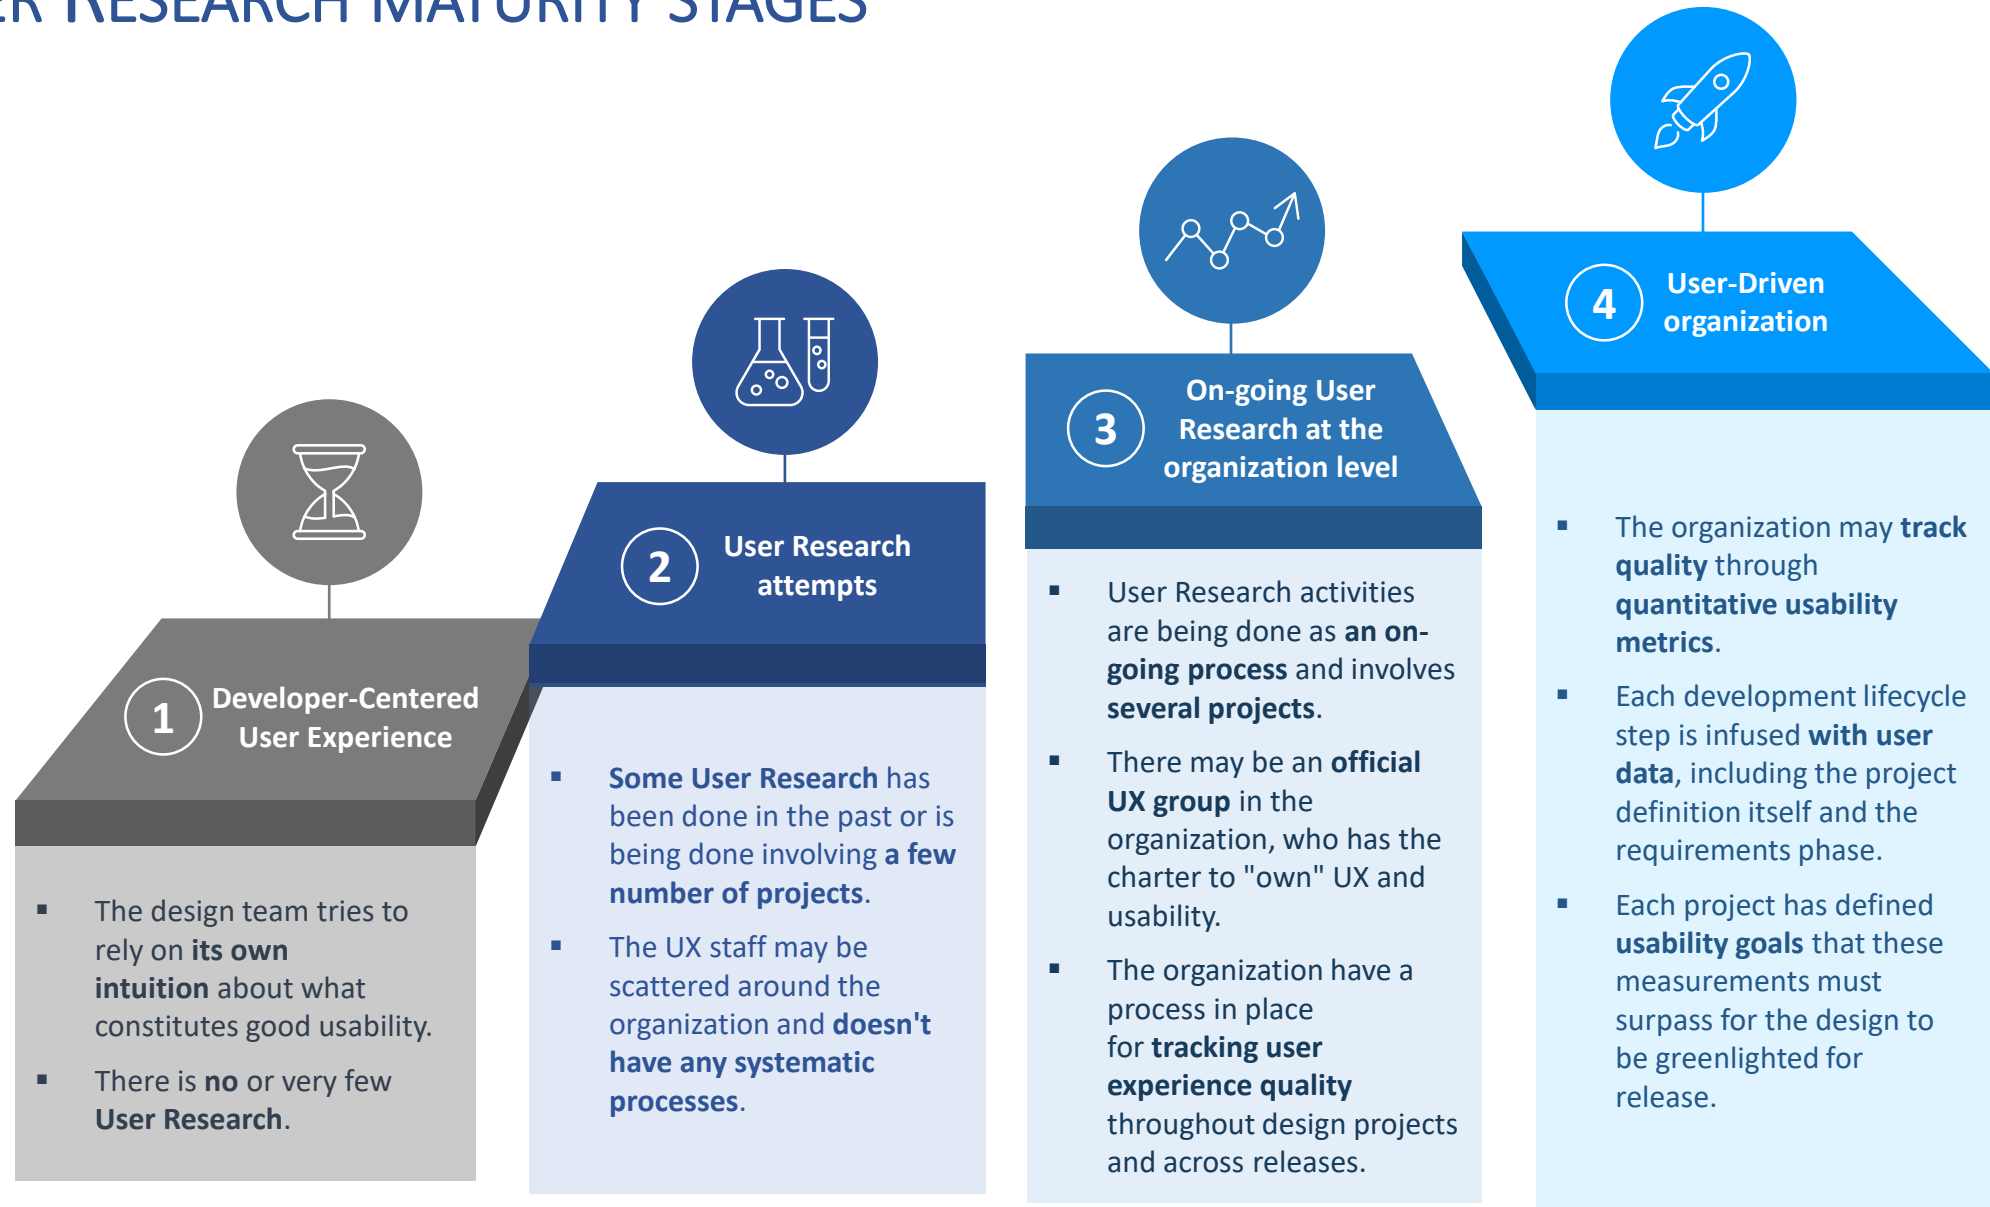 ER RESEARCH MATURITY STAGES
1
Developer-Centered
User Experience
▪ The design team tries to
rely on its own
intuition about what
constitutes good usability.
▪ There is no or very few
User Research.
2
User Research
attempts
▪ Some User Research has
been done in the past or is
being done involving a few
number of projects.
▪ The UX staff may be
scattered around the
organization and doesn't
have any systematic
processes.
3
On-going User
Research at the
organization level
▪ User Research activities
are being done as an on-
going process and involves
several projects.
▪ There may be an official
UX group in the
organization, who has the
charter to "own" UX and
usability.
▪ The organization have a
process in place
for tracking user
experience quality
throughout design projects
and across releases.
4
User-Driven
organization
▪ The organization may track
quality through
quantitative usability
metrics.
▪ Each development lifecycle
step is infused with user
data, including the project
definition itself and the
requirements phase.
▪ Each project has defined
usability goals that these
measurements must
surpass for the design to
be greenlighted for
release.